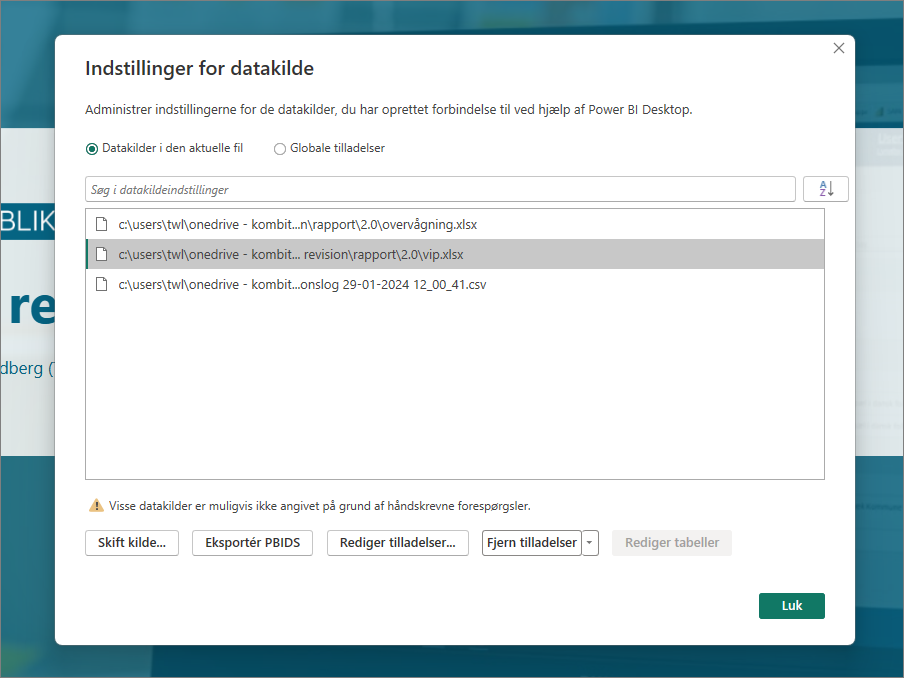 Indstillinger for datakilde
Administrer indstillingerne for de datakilder, du har oprettet forbindelse til ved hjælp af Power BI Desktop.
Datakilder i den aktuelle fil
Globale tilladelser
Søg i datakildeindstillinger
c:\users\twl\onedrive - kombit...n\rapport\2.0\overvågning.xlsx
BLIK
c:\users\twl\onedrive - kombit... revision\rapport\2.0\vip.xlsx
c:\users\twl\onedrive - kombit...onslog 29-01-2024 12_00_41.csv
re
dberg (
Visse datakilder er muligvis ikke angivet på grund af håndskrevne forespørgsler.
Skift kilde...
Eksportér PBIDS
Rediger tilladelser...
Fjern tilladelser
Rediger tabeller
Luk